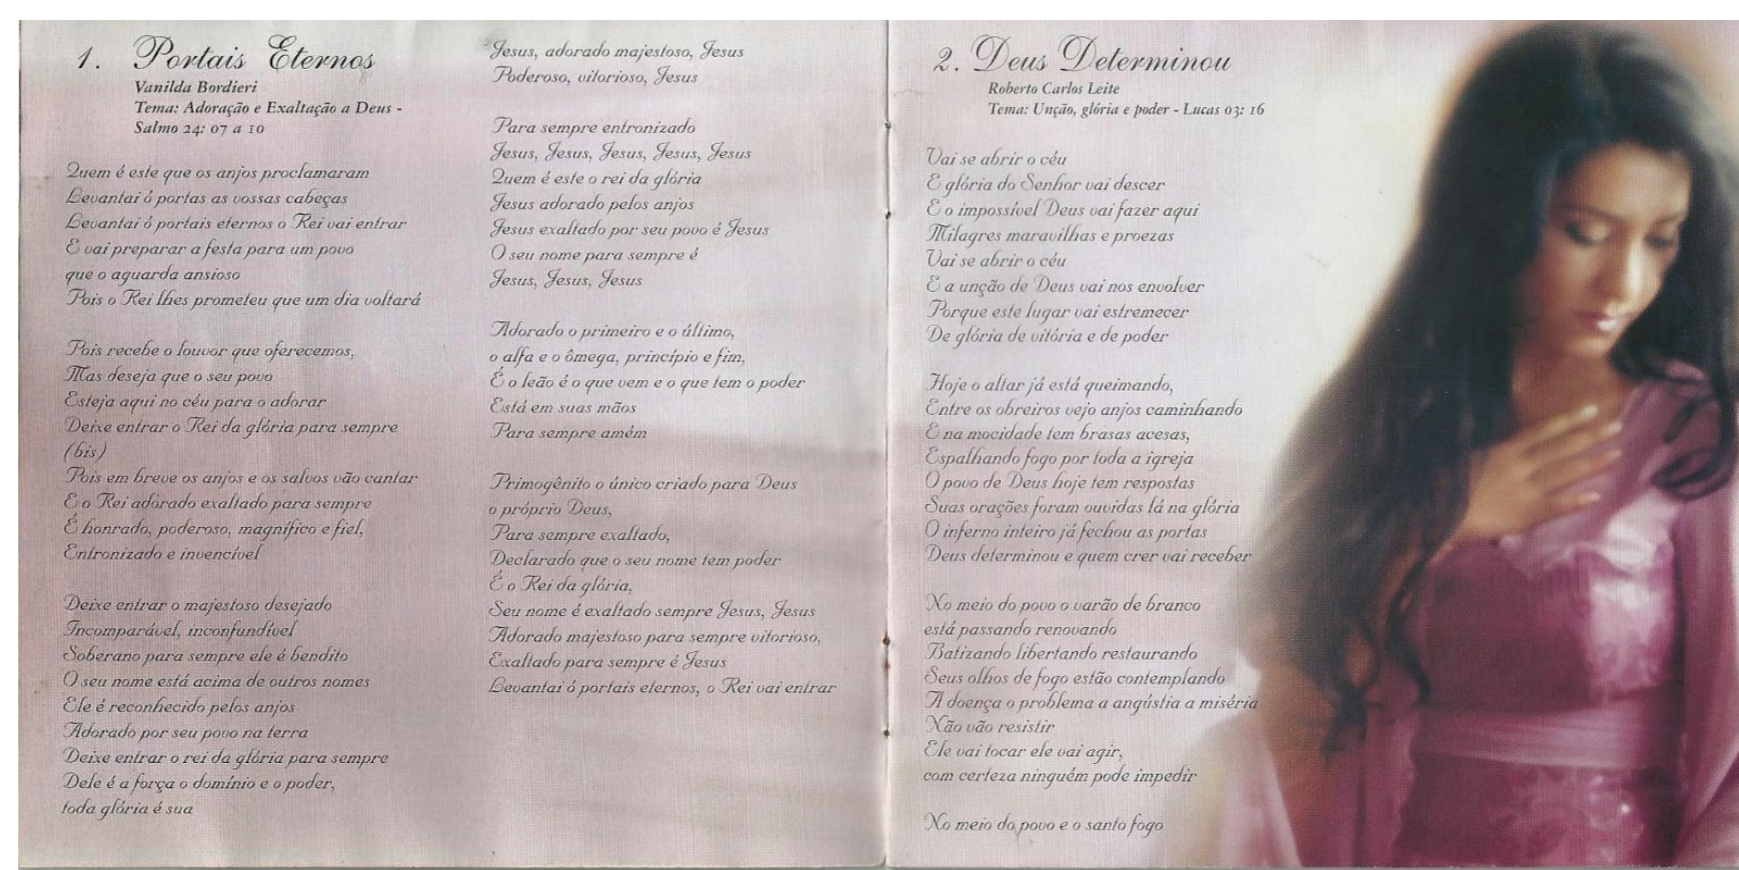 1. Portais Eternos
Vanilda Bordieri
Tema: Adoração e Exaltação a Deus -
Salmo 24: 07 a 10
Quem é este que os anjos proclamaram
Levantai ó portas as vossas cabeças
Levantai ó portais eternos o Rei vai entrar
E vai preparar a festa para um povo
que o aguarda ansioso
Pois o Rei lhes prometeu que um dia voltará
Pois recebe o louvor que oferecemos,
Mas deseja que o seu povo
Esteja aqui no céu para o adorar
Deixe entrar o Rei da glória para sempre
(bis)
Pois em breve os anjos e os salvos vão cantar
E o Rei adorado exaltado para sempre
É honrado, poderoso, magnífico e fiel,
Entronizado e invencível
Deixe entrar o majestoso desejado
Incomparável, inconfundível
Soberano para sempre ele é bendito
O seu nome está acima de outros nomes
Ele é reconhecido pelos anjos
Adorado por seu povo na terra
Deixe entrar o rei da glória para sempre
Dele é a força o domínio e o poder,
toda glória é sua
Jesus, adorado majestoso, Jesus
Poderoso, vitorioso, Jesus
Para sempre entronizado
Jesus, Jesus, Jesus, Jesus, Jesus
Quem é este o rei da glória
Jesus adorado pelos anjos
Jesus exaltado por seu povo é Jesus
O seu nome para sempre é
Jesus, Jesus, Jesus
Adorado o primeiro e o último,
o alfa e o ômega, princípio e fim,
É o leão é o que vem e o que tem o poder
Está em suas mãos
Para sempre amém
Primogênito o único criado para Deus
o próprio Deus,
Para sempre exaltado,
Declarado que o seu nome tem poder
É o Rei da glória,
Seu nome é exaltado sempre Jesus, Jesus
Adorado majestoso para sempre vitorioso,
Exaltado para sempre é Jesus
Levantai ó portais eternos, o Rei vai entrar
2. Deus Determinou
Roberto Carlos Leite
Tema: Unção, glória e poder - Lucas 03: 16
Vai se abrir o céu
E glória do Senhor vai descer
E o impossível Deus vai fazer aqui
Milagres maravilhas e proezas
Vai se abrir o céu
E a unção de Deus vai nos envolver
Porque este lugar vai estremecer
De glória de vitória e de poder
Hoje o altar já está queimando,
Entre os obreiros vejo anjos caminhando
E na mocidade tem brasas acesas,
Espalhando fogo por toda a igreja
O povo de Deus hoje tem respostas
Suas orações foram ouvidas lá na glória
O inferno inteiro já fechou as portas
Deus determinou e quem crer vai receber
No meio do povo o varão de branco
está passando renovando
Batizando libertando restaurando
Seus olhos de fogo estão contemplando
A doença o problema a angústia a miséria
Não vão resistir
Ele vai tocar ele vai agir,
com certeza ninguém pode impedir
No meio do povo e o santo fogo